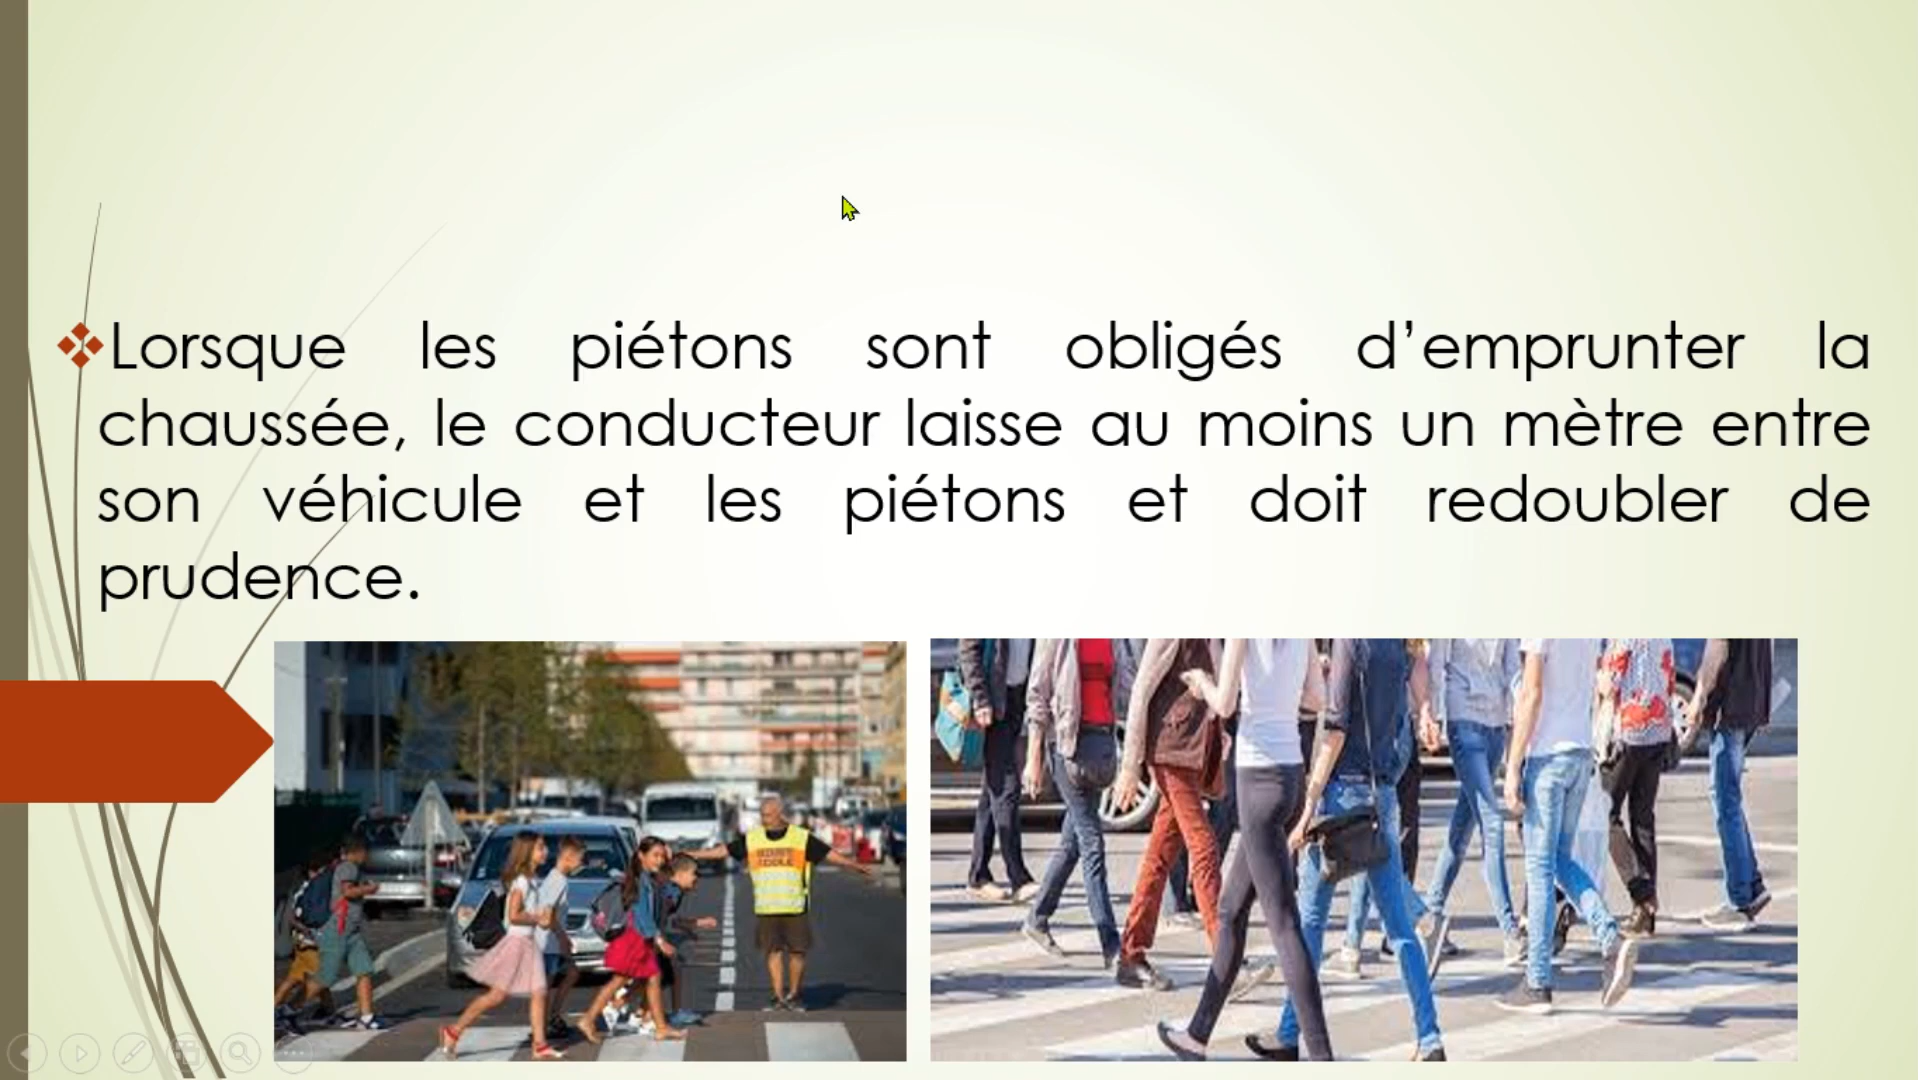 Lorsque les piétons sont obligés d’emprunter la
chaussée, le conducteur laisse au moins un mètre entre
son véhicule et les piétons et doit redoubler de
prudence.